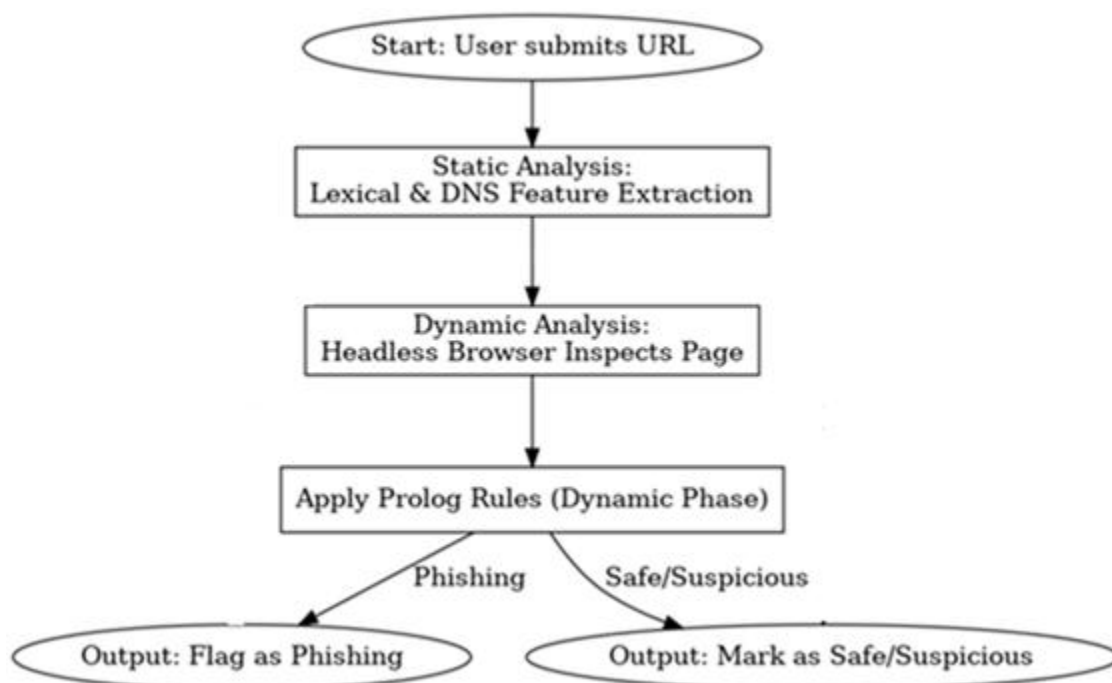 Start: User submits URL
Static Analysis:
Lexical & DNS Feature Extraction
Dynamic Analysis:
Headless Browser Inspects Page
Apply Prolog Rules (Dynamic Phase)
Phishing
Safe/Suspicious
Output: Flag as Phishing
Output: Mark as Safe/Suspicious